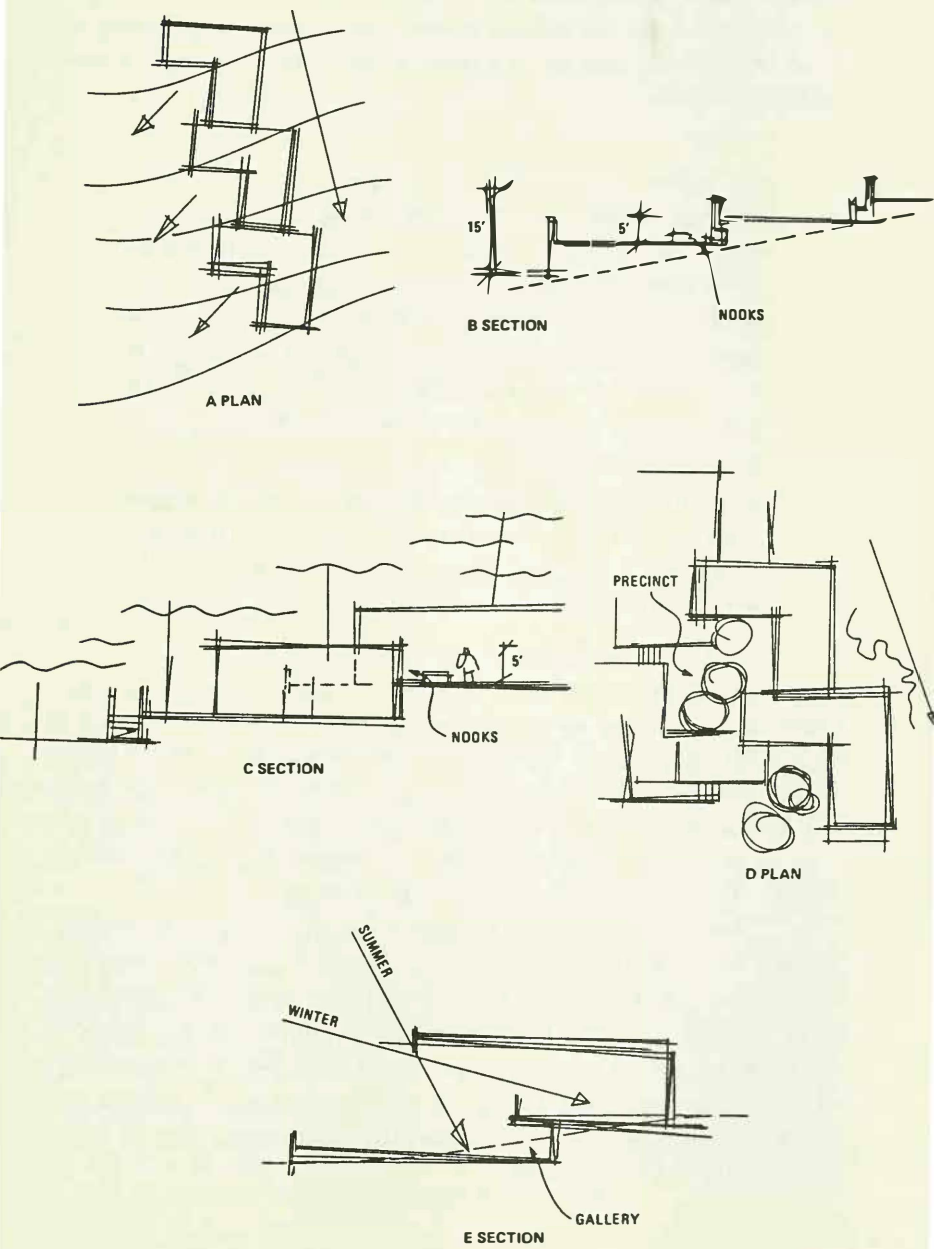 A PLAN
15'
5'
NOOKS
B SECTION
5'
NOOKS
C SECTION
PRECINCT
D PLAN
SUMMER
WINTER
GALLERY
E SECTION